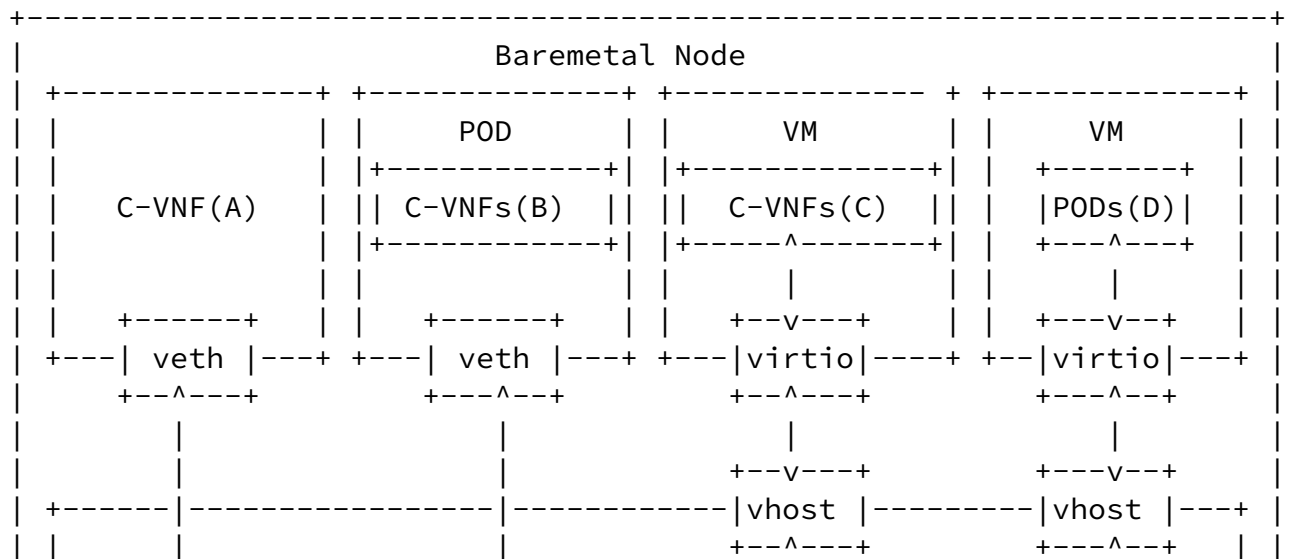 +--------------------------------------------------------------------+
|                          Baremetal Node                            |
| +--------------+ +--------------+ +-------------- + +-------------+ |
| |              | |     POD      | |      VM       | |     VM      | |
| |              | |+------------+| |+-------------+| |  +-------+  | |
| |   C-VNF(A)   | || C-VNFs(B)  || ||  C-VNFs(C)  || |  |PODs(D)|  | |
| |              | |+------------+| |+-----^-------+| |  +---^---+  | |
| |              | |              | |      |        | |      |      | |
| |   +------+   | |   +------+   | |   +--v---+    | |  +---v--+   | |
| +---| veth |---+ +---| veth |---+ +---|virtio|----+ +--|virtio|---+ |
|     +--^---+         +---^--+         +--^---+         +---^--+     |
|        |                 |               |                 |        |
|        |                 |            +--v---+         +---v--+     |
| +------|-----------------|------------|vhost |---------|vhost |---+ |
| |      |                 |            +--^---+         +---^--+   | |